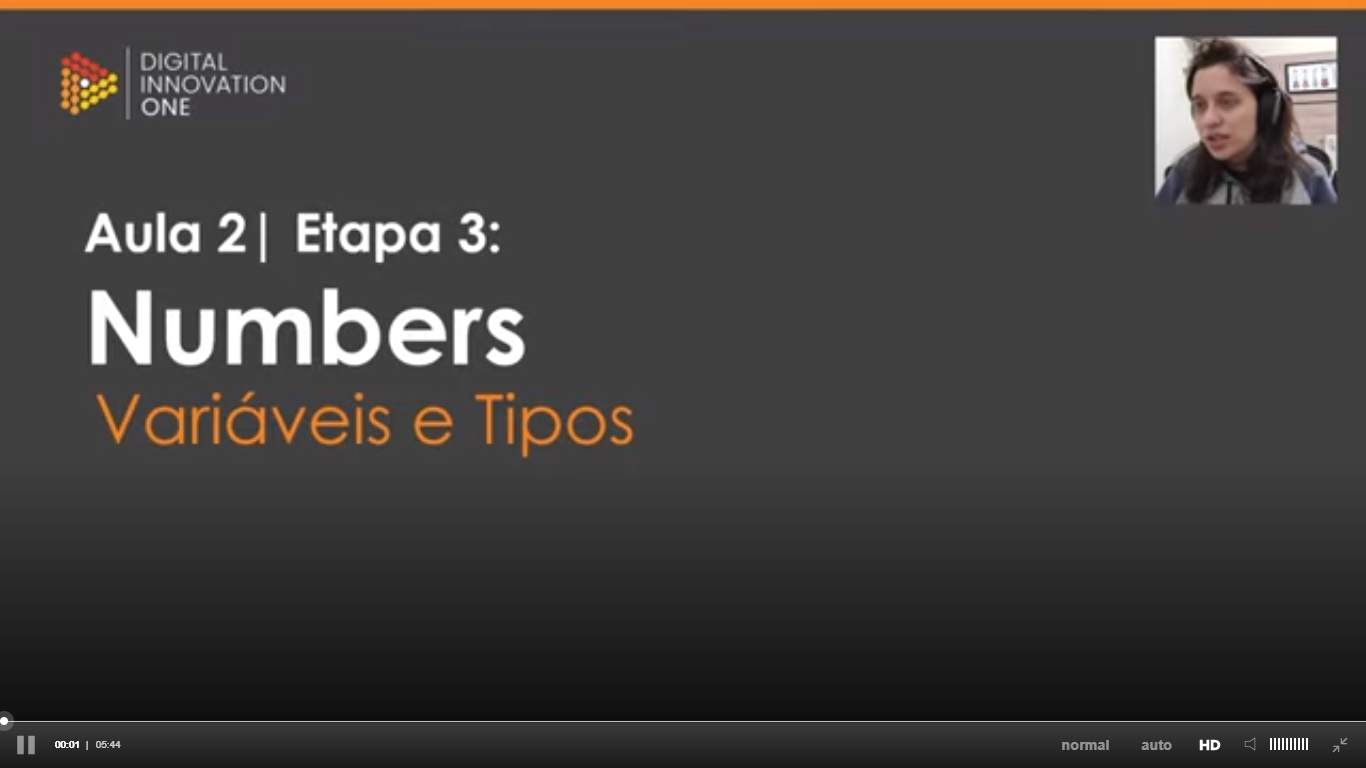 DIGITAL
INNOVATION
ONE
Aula 2| Etapa 3:
Numbers
Variáveis e Tipos
00:01 | 05:44
normal auto HD